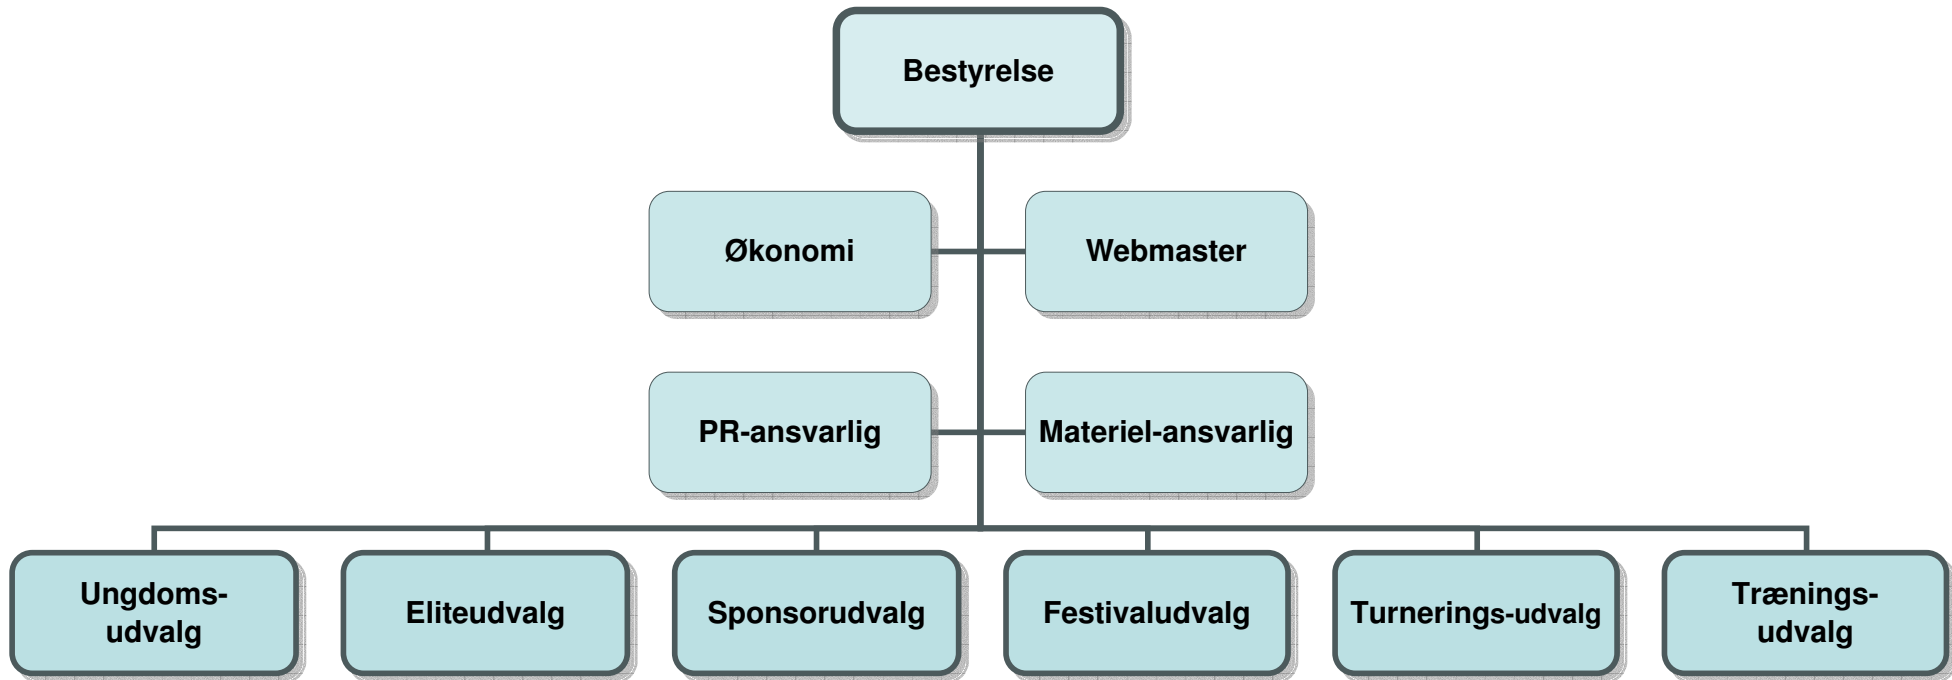 Bestyrelse
Økonomi
Webmaster
PR-ansvarlig
Materiel-ansvarlig
Ungdoms-
udvalg
Eliteudvalg
Sponsorudvalg
Festivaludvalg
Turnerings-udvalg
Trænings-
udvalg